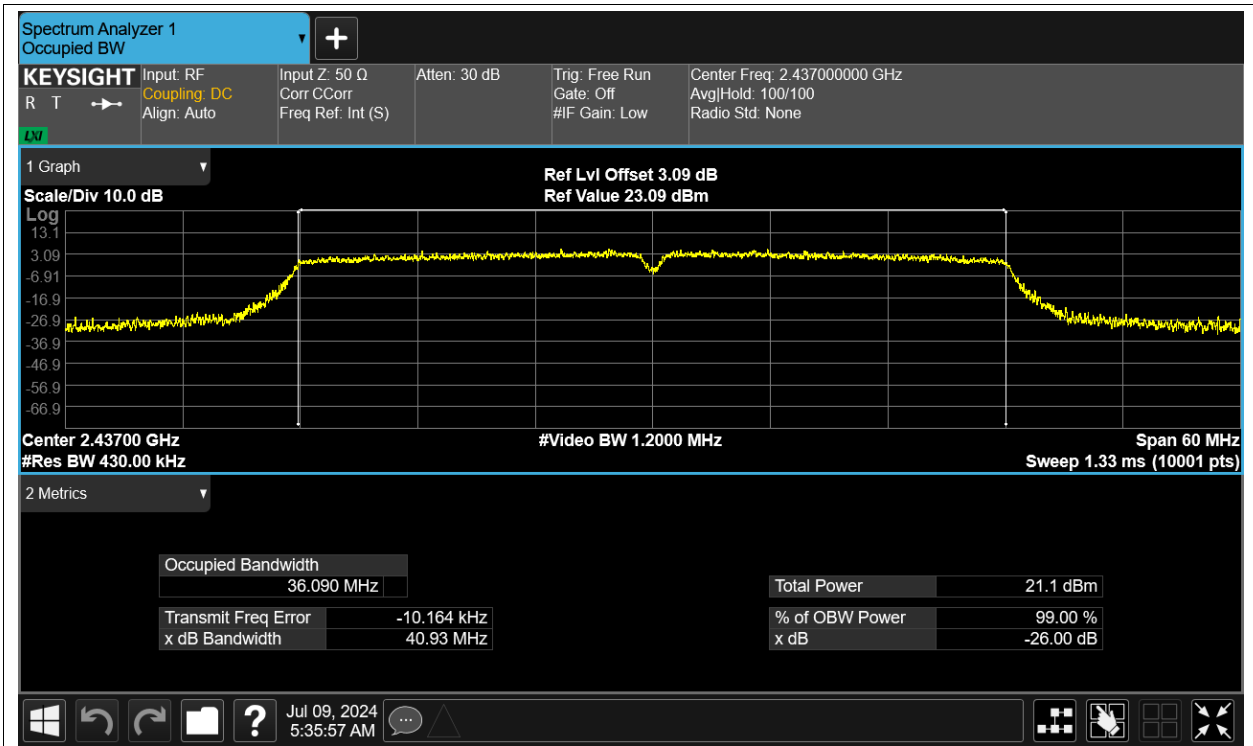 Spectrum Analyzer 1
Occupied BW
KEYSIGHT
R T
LXI
Input: RF
Coupling: DC
Align: Auto
Input Z: 50 Ω
Corr CCorr
Freq Ref: Int (S)
Atten: 30 dB
Trig: Free Run
Gate: Off
#IF Gain: Low
Center Freq: 2.437000000 GHz
Avg|Hold: 100/100
Radio Std: None
1 Graph
Scale/Div 10.0 dB
Ref Lvl Offset 3.09 dB
Ref Value 23.09 dBm
Log
13.1
3.09
-6.91
-16.9
-26.9
-36.9
-46.9
-56.9
-66.9
Center 2.43700 GHz
#Video BW 1.2000 MHz
Span 60 MHz
#Res BW 430.00 kHz
Sweep 1.33 ms (10001 pts)
2 Metrics
Occupied Bandwidth
36.090 MHz
Transmit Freq Error -10.164 kHz
x dB Bandwidth 40.93 MHz
Total Power 21.1 dBm
% of OBW Power 99.00 %
x dB -26.00 dB
Jul 09, 2024
5:35:57 AM